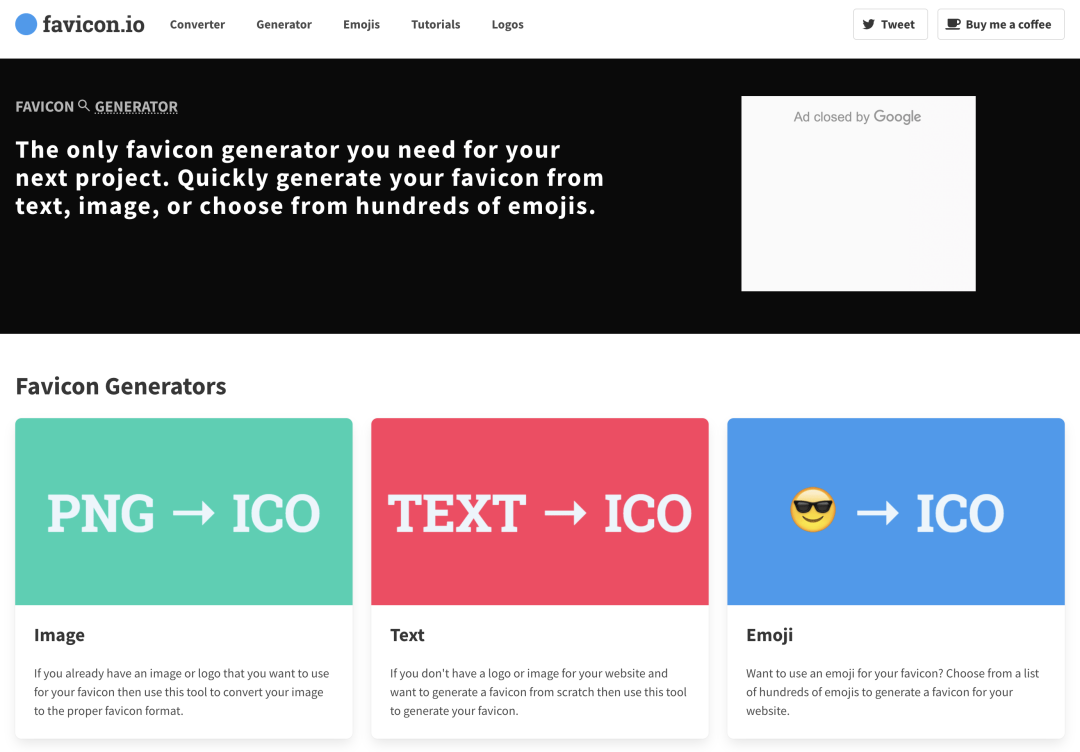 favicon.io
Converter
Generator
Emojis
Tutorials
Logos
Tweet
Buy me a coffee
FAVICON GENERATOR
The only favicon generator you need for your
next project. Quickly generate your favicon from
text, image, or choose from hundreds of emojis.
Ad closed by Google
Favicon Generators
PNG → ICO
TEXT → ICO
😎 → ICO
Image
If you already have an image or logo that you want to use
for your favicon then use this tool to convert your image
to the proper favicon format.
Text
If you don't have a logo or image for your website and
want to generate a favicon from scratch then use this tool
to generate your favicon.
Emoji
Want to use an emoji for your favicon? Choose from a list
of hundreds of emojis to generate a favicon for your
website.